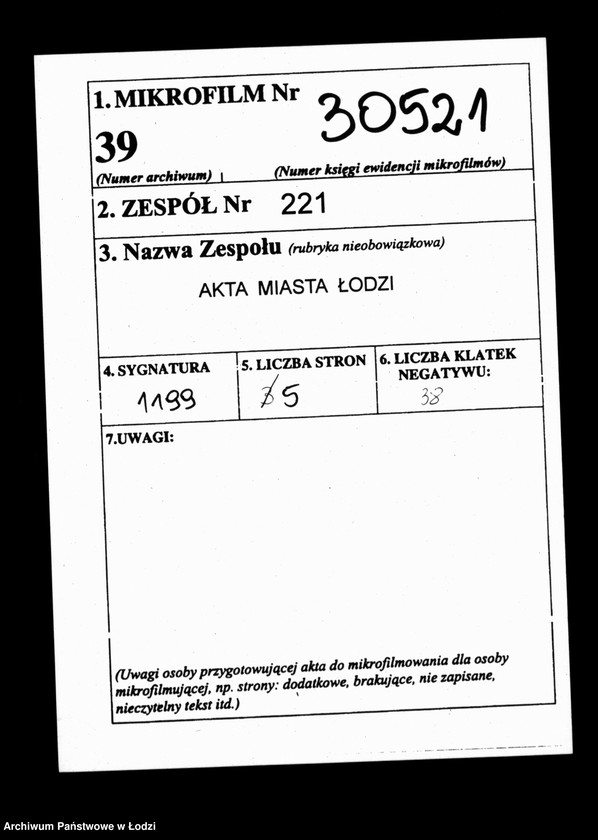 1. MIKROFILM Nr 30521
39
(Numer archiwum) (Numer księgi ewidencji mikrofilmów)
2. ZESPÓŁ Nr 221
3. Nazwa Zespołu (rubryka nieobowiązkowa)
AKTA MIASTA ŁODZI
4. SYGNATURA 5. LICZBA STRON 6. LICZBA KLATEK
NEGATYWU:
1199 5 38
7.UWAGI:
(Uwagi osoby przygotowującej akta do mikrofilmowania dla osoby
mikrofilmującej, np. strony: dodatkowe, brakujące, nie zapisane,
nieczytelny tekst itd.)
Archiwum Państwowe w Łodzi